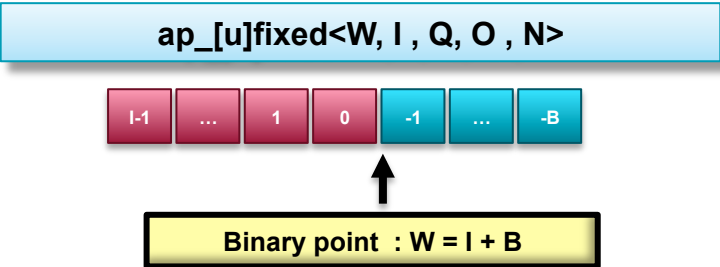 ap_[u]fixed<W, I , Q, O , N>
I-1 … 1 0 -1 … -B
Binary point : W = I + B